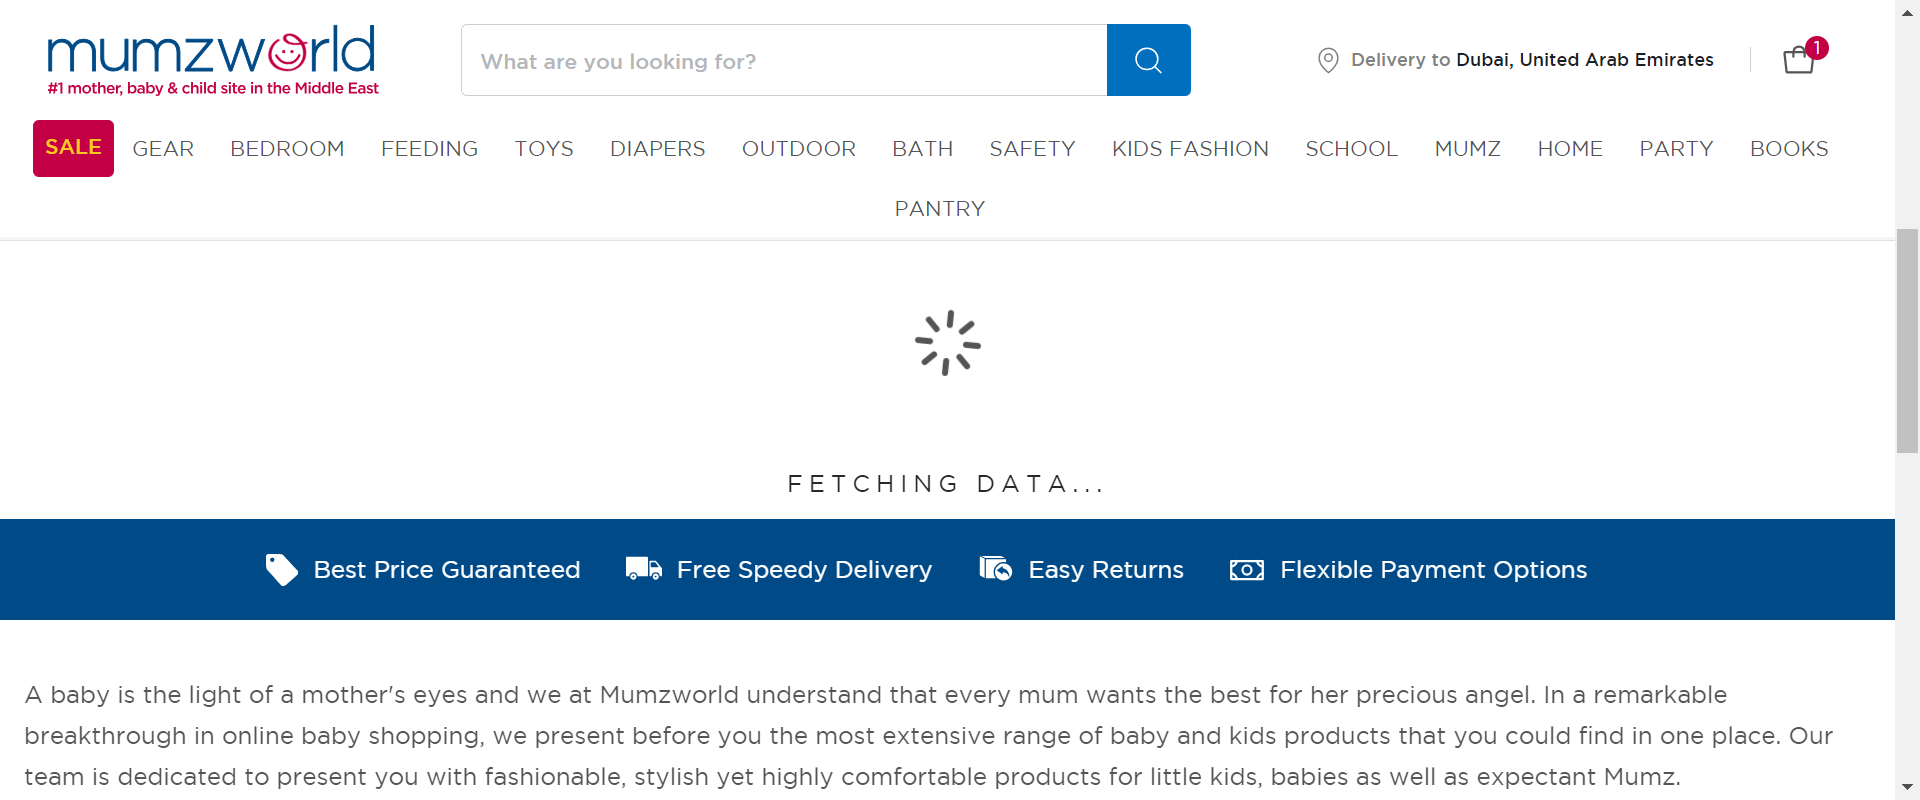 mumzworld
#1 mother, baby & child site in the Middle East
What are you looking for?
Delivery to Dubai, United Arab Emirates
1
SALE GEAR BEDROOM FEEDING TOYS DIAPERS OUTDOOR BATH SAFETY KIDS FASHION SCHOOL MUMZ HOME PARTY BOOKS
PANTRY
FETCHING DATA...
Best Price Guaranteed Free Speedy Delivery Easy Returns Flexible Payment Options
A baby is the light of a mother's eyes and we at Mumzworld understand that every mum wants the best for her precious angel. In a remarkable
breakthrough in online baby shopping, we present before you the most extensive range of baby and kids products that you could find in one place. Our
team is dedicated to present you with fashionable, stylish yet highly comfortable products for little kids, babies as well as expectant Mumz.